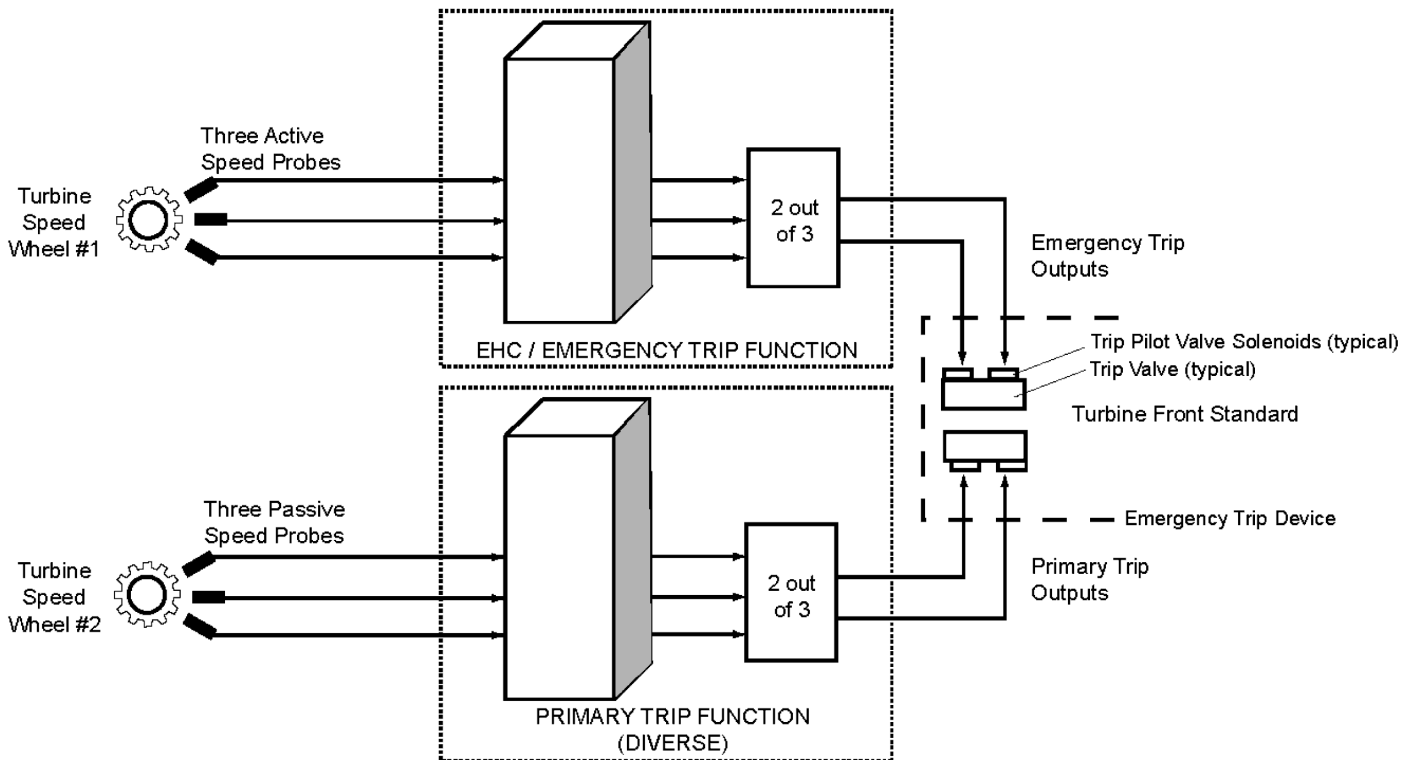 Three Active
Speed Probes
Turbine
Speed
Wheel #1
2 out
of 3
EHC / EMERGENCY TRIP FUNCTION
Emergency Trip
Outputs
Trip Pilot Valve Solenoids (typical)
Trip Valve (typical)
Turbine Front Standard
Emergency Trip Device
Three Passive
Speed Probes
Turbine
Speed
Wheel #2
2 out
of 3
Primary Trip
Outputs
PRIMARY TRIP FUNCTION
(DIVERSE)